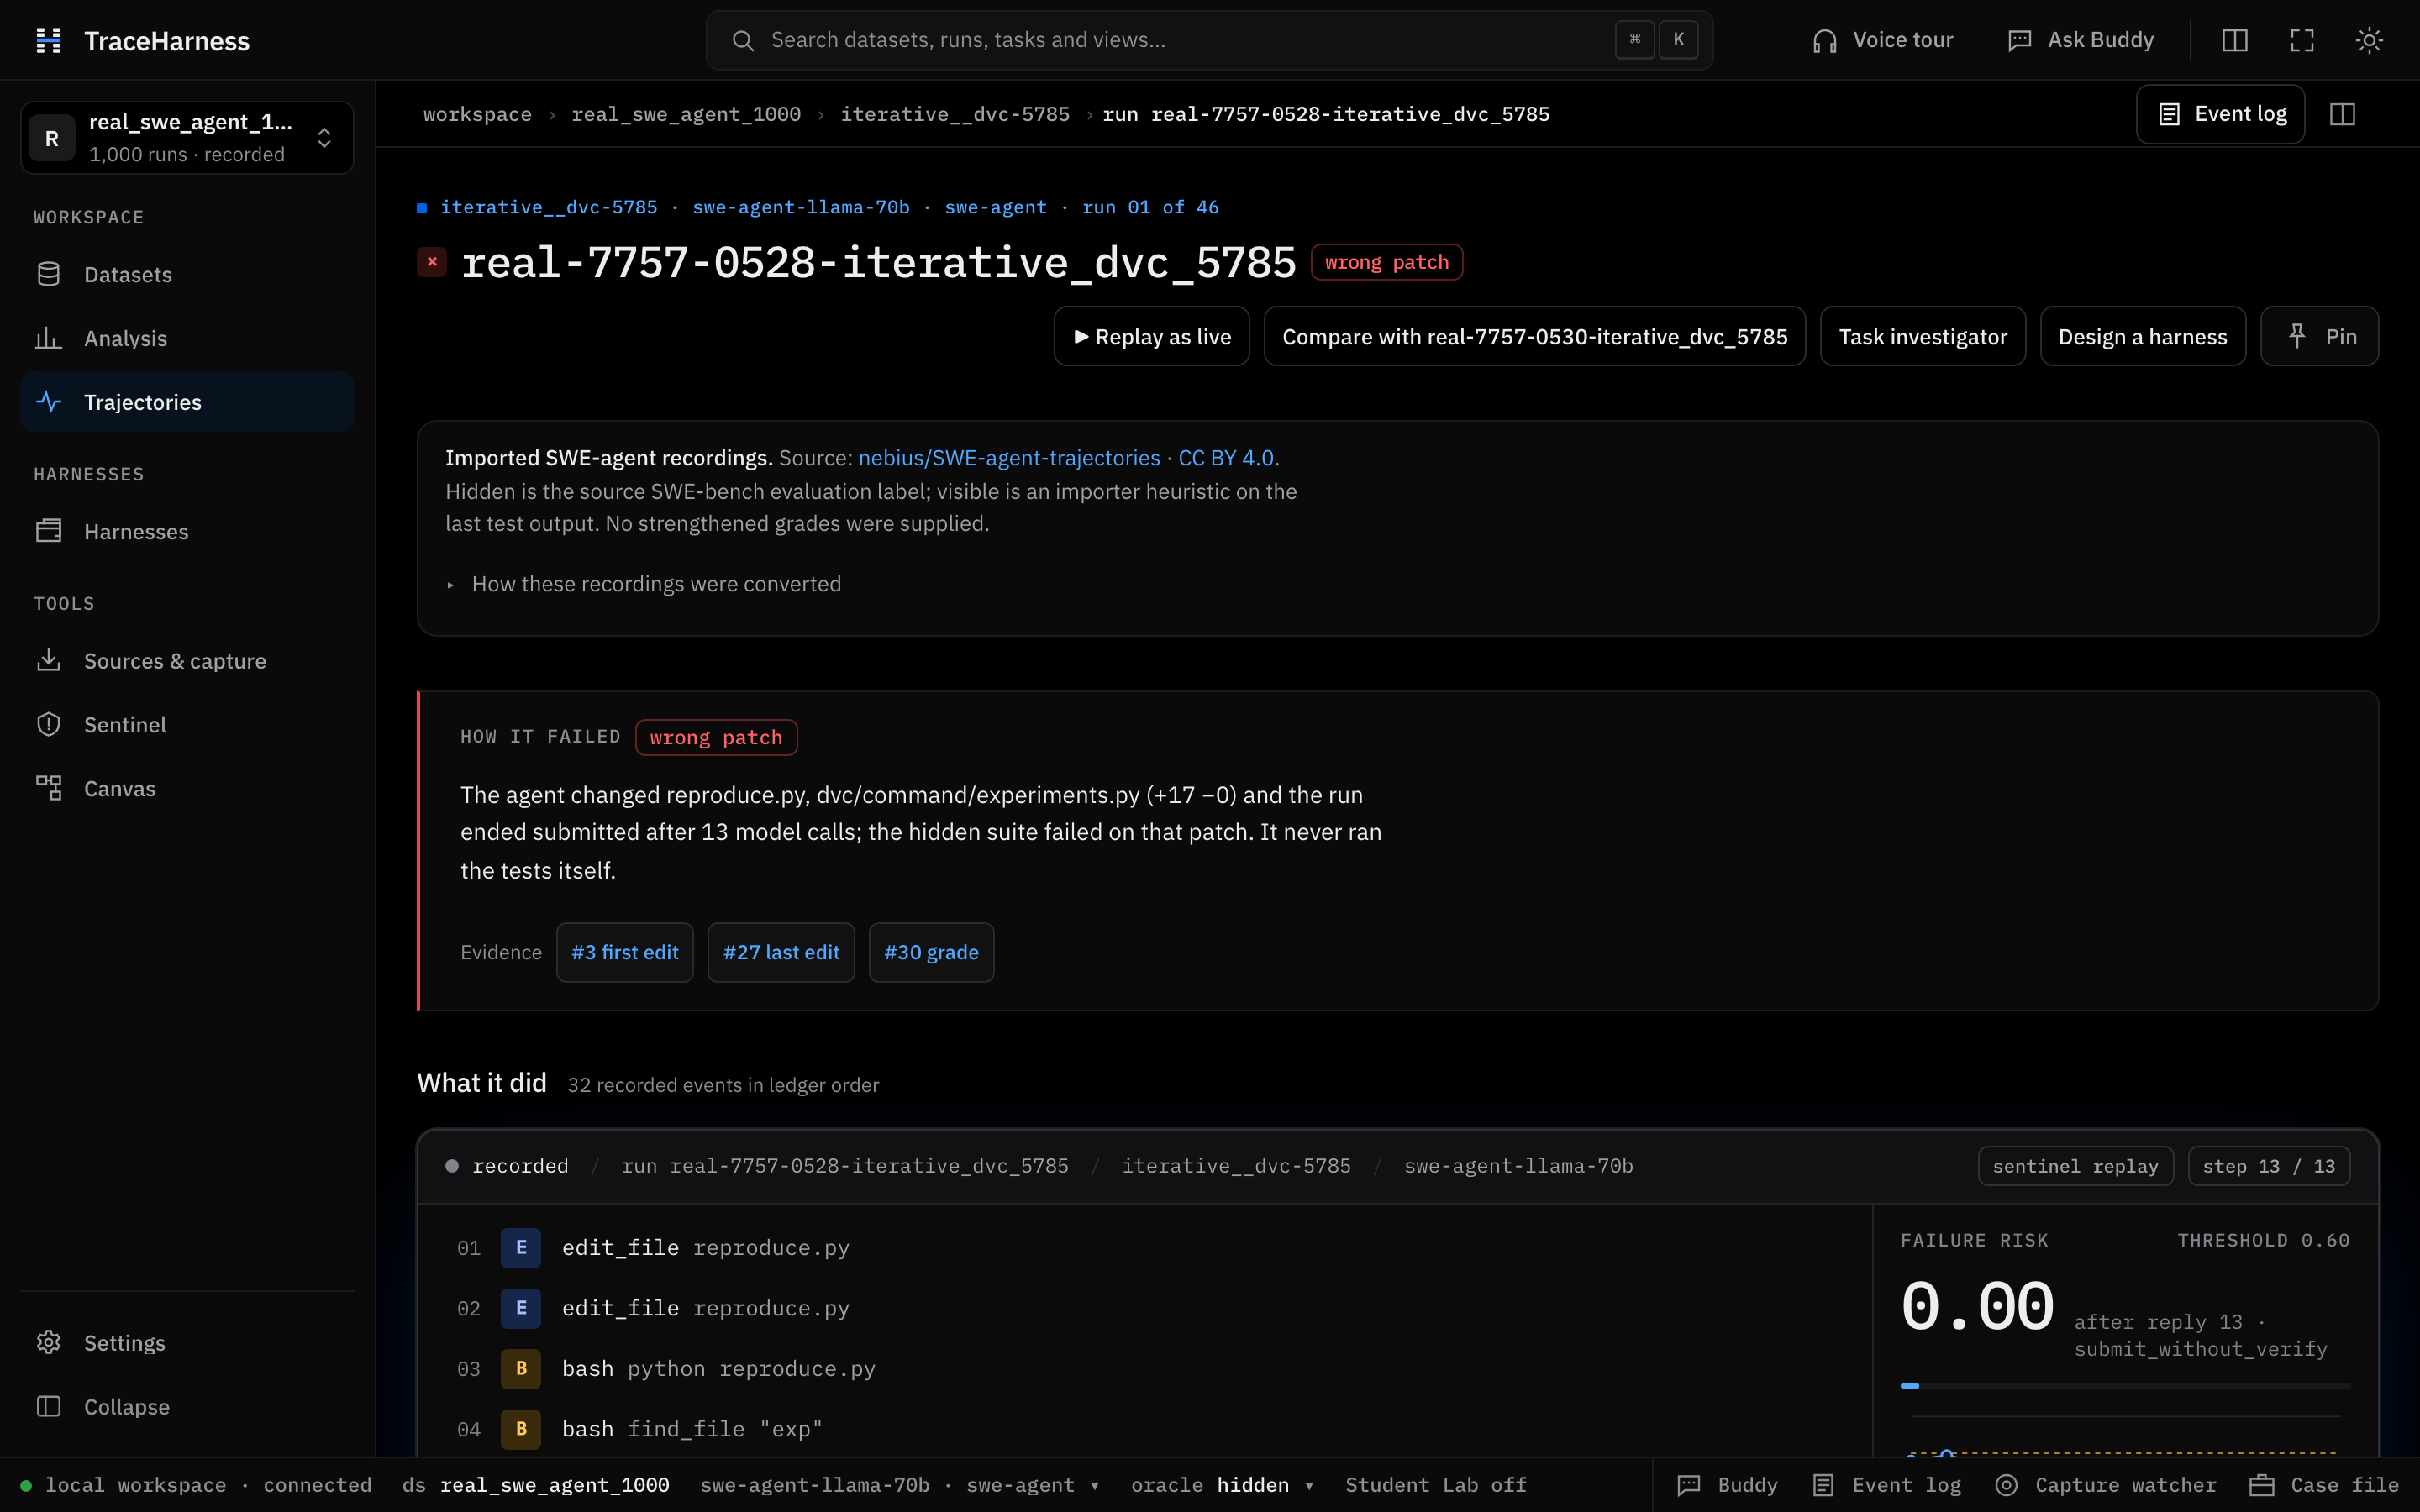 TraceHarness
Search datasets, runs, tasks and views...
⌘ K
Voice tour
Ask Buddy
R
real_swe_agent_1...
1,000 runs · recorded
WORKSPACE
Datasets
Analysis
Trajectories
HARNESSES
Harnesses
TOOLS
Sources & capture
Sentinel
Canvas
Settings
Collapse
workspace › real_swe_agent_1000 › iterative__dvc-5785 › run real-7757-0528-iterative_dvc_5785
Event log
iterative__dvc-5785 · swe-agent-llama-70b · swe-agent · run 01 of 46
× real-7757-0528-iterative_dvc_5785 wrong patch
Replay as live
Compare with real-7757-0530-iterative_dvc_5785
Task investigator
Design a harness
Pin
Imported SWE-agent recordings. Source: nebius/SWE-agent-trajectories · CC BY 4.0.
Hidden is the source SWE-bench evaluation label; visible is an importer heuristic on the
last test output. No strengthened grades were supplied.
▸ How these recordings were converted
HOW IT FAILED wrong patch
The agent changed reproduce.py, dvc/command/experiments.py (+17 −0) and the run
ended submitted after 13 model calls; the hidden suite failed on that patch. It never ran
the tests itself.
Evidence #3 first edit #27 last edit #30 grade
What it did 32 recorded events in ledger order
recorded / run real-7757-0528-iterative_dvc_5785 / iterative__dvc-5785 / swe-agent-llama-70b
sentinel replay
step 13 / 13
01 E edit_file reproduce.py
02 E edit_file reproduce.py
03 B bash python reproduce.py
04 B bash find_file "exp"
FAILURE RISK THRESHOLD 0.60
0.00 after reply 13 ·
submit_without_verify
local workspace · connected ds real_swe_agent_1000 swe-agent-llama-70b · swe-agent ▾ oracle hidden ▾ Student Lab off
Buddy Event log Capture watcher Case file